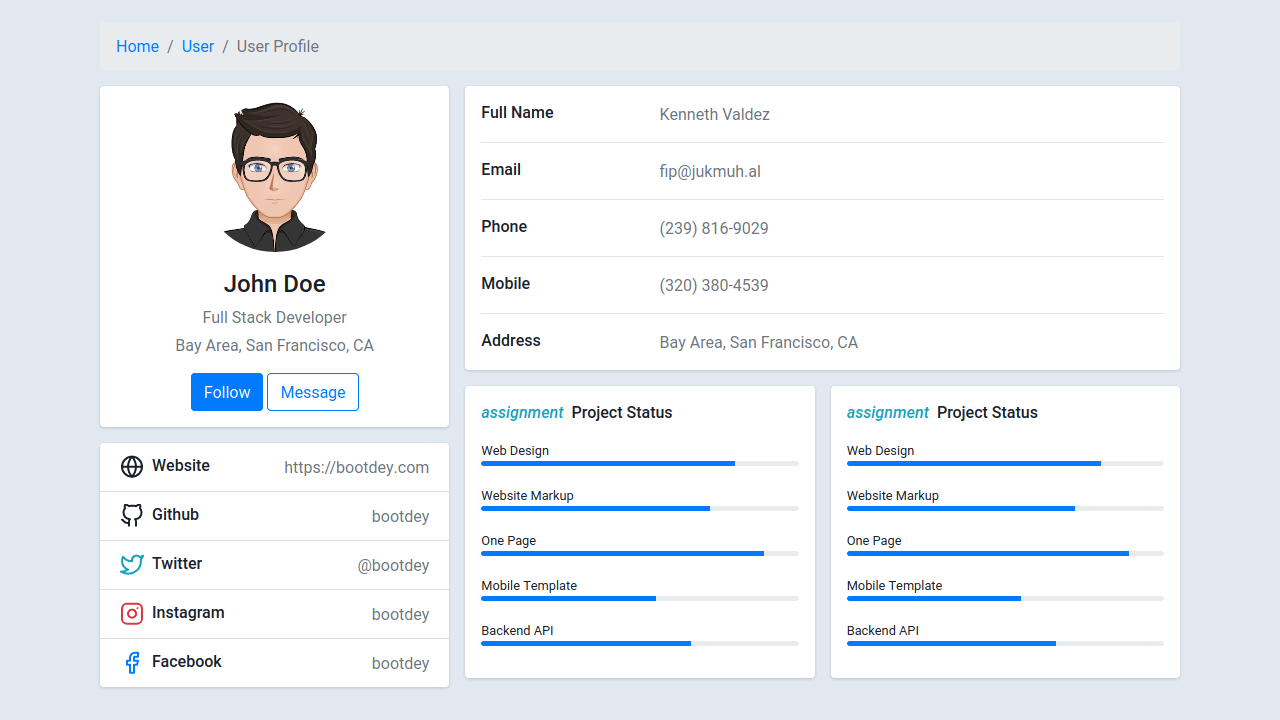 Home / User / User Profile
John Doe
Full Stack Developer
Bay Area, San Francisco, CA
Follow Message
Website https://bootdey.com
Github bootdey
Twitter @bootdey
Instagram bootdey
Facebook bootdey
Full Name Kenneth Valdez
Email fip@jukmuh.al
Phone (239) 816-9029
Mobile (320) 380-4539
Address Bay Area, San Francisco, CA
assignment Project Status
Web Design
Website Markup
One Page
Mobile Template
Backend API
assignment Project Status
Web Design
Website Markup
One Page
Mobile Template
Backend API